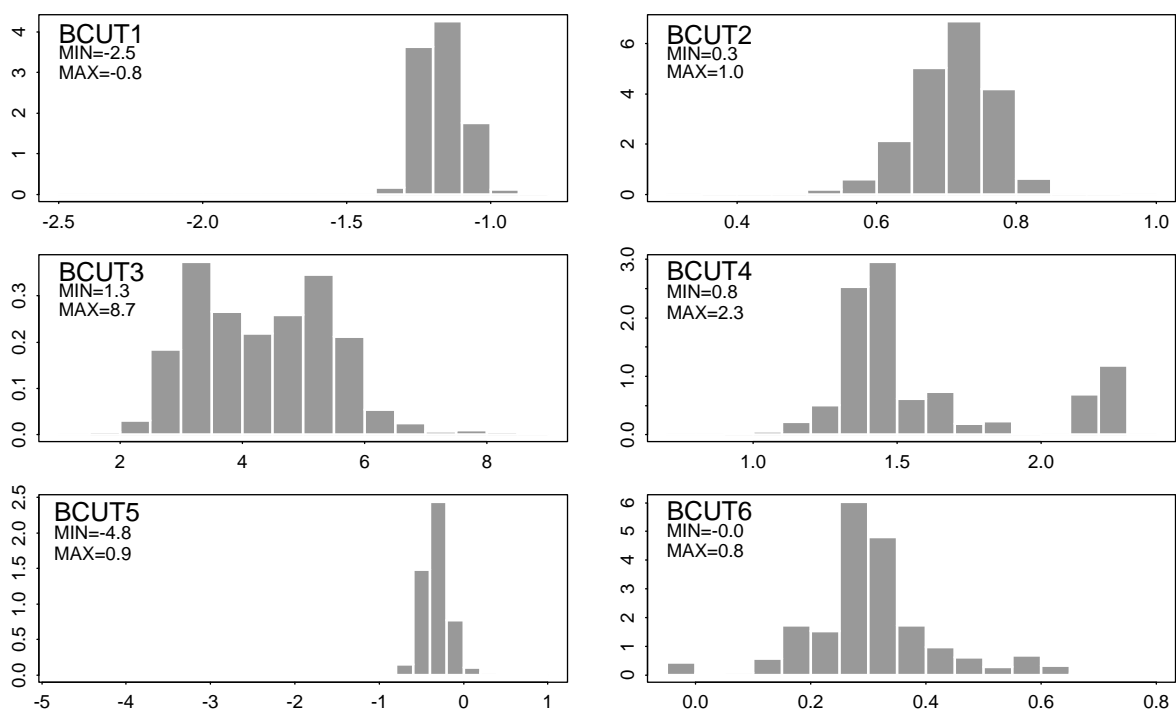 BCUT1
MIN=-2.5
MAX=-0.8
0 1 2 3 4
-2.5 -2.0 -1.5 -1.0
BCUT2
MIN=0.3
MAX=1.0
0 2 4 6
0.4 0.6 0.8 1.0
BCUT3
MIN=1.3
MAX=8.7
0.0 0.1 0.2 0.3
2 4 6 8
BCUT4
MIN=0.8
MAX=2.3
0.0 1.0 2.0 3.0
1.0 1.5 2.0
BCUT5
MIN=-4.8
MAX=0.9
0.0 0.5 1.0 1.5 2.0 2.5
-5 -4 -3 -2 -1 0 1
BCUT6
MIN=-0.0
MAX=0.8
0 1 2 3 4 5 6
0.0 0.2 0.4 0.6 0.8